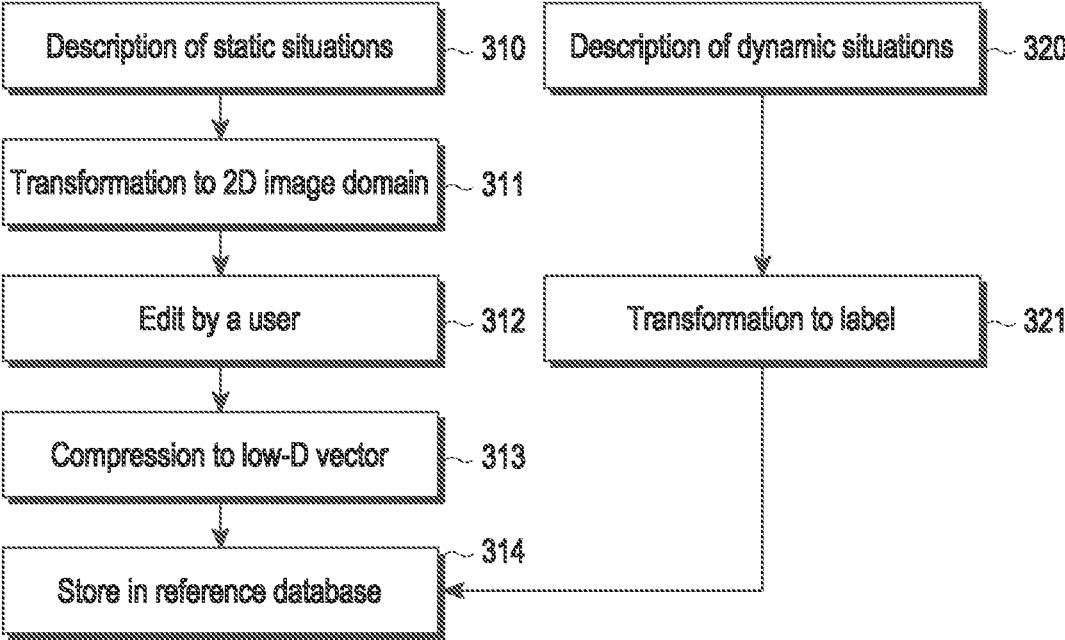 Description of static situations
310
Description of dynamic situations
320
Transformation to 2D image domain
311
Edit by a user
312
Transformation to label
321
Compression to low-D vector
313
Store in reference database
314